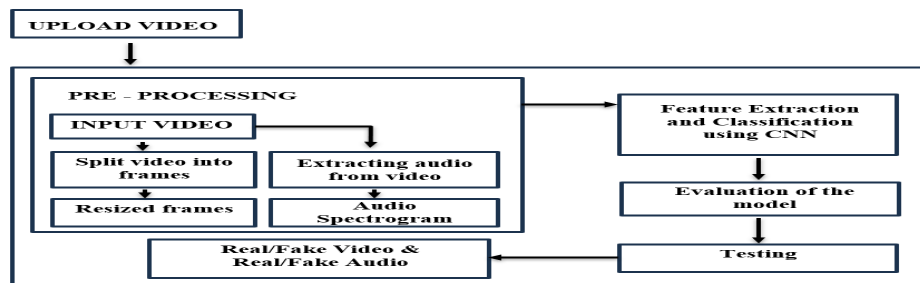 UPLOAD VIDEO
PRE - PROCESSING
INPUT VIDEO
Split video into
frames
Resized frames
Extracting audio
from video
Audio
Spectrogram
Feature Extraction
and Classification
using CNN
Evaluation of the
model
Testing
Real/Fake Video &
Real/Fake Audio